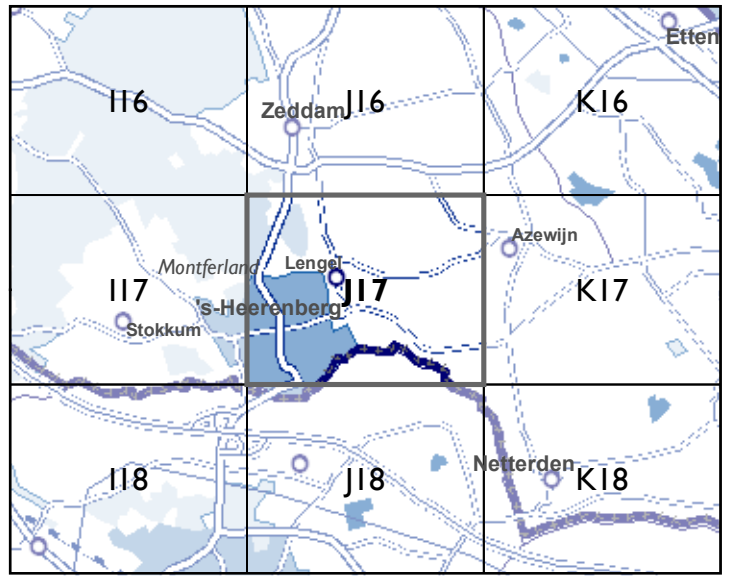 Etten
I16
Zeddam
J16
K16
Azewijn
Montferland
Lengel
I17
J17
K17
's-Heerenberg
Stokkum
Netterden
I18
J18
K18